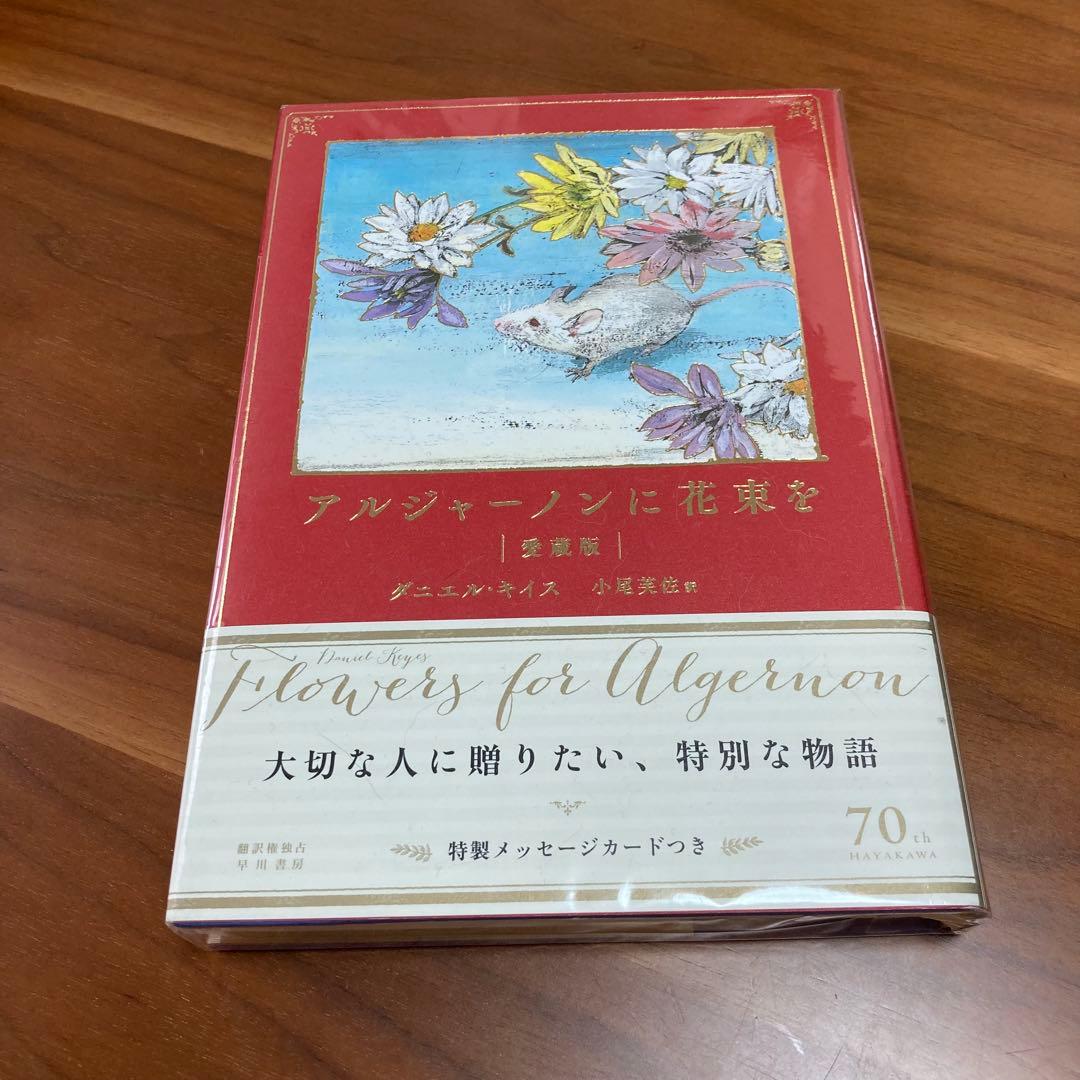 アルジャーノンに花束を
愛蔵版
ダニエル・キイス 小尾芙佐 訳
Daniel Keyes
Flowers for Algernon
大切な人に贈りたい、特別な物語
特製メッセージカードつき
翻訳権独占
早川書房
70th
HAYAKAWA